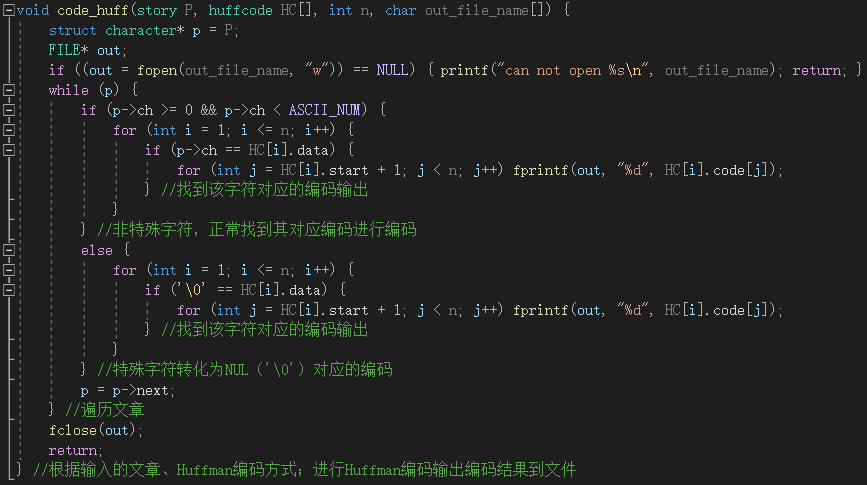 void code_huff(story P, huffcode HC[], int n, char out_file_name[]) {
struct character* p = P;
FILE* out;
if ((out = fopen(out_file_name, "w")) == NULL) { printf("can not open %s\n", out_file_name); return; }
while (p) {
if (p->ch >= 0 && p->ch < ASCII_NUM) {
for (int i = 1; i <= n; i++) {
if (p->ch == HC[i].data) {
for (int j = HC[i].start + 1; j < n; j++) fprintf(out, "%d", HC[i].code[j]);
} //找到该字符对应的编码输出
}
} //非特殊字符，正常找到其对应编码进行编码
else {
for (int i = 1; i <= n; i++) {
if ('\0' == HC[i].data) {
for (int j = HC[i].start + 1; j < n; j++) fprintf(out, "%d", HC[i].code[j]);
} //找到该字符对应的编码输出
}
} //特殊字符转化为NUL（'\0'）对应的编码
p = p->next;
} //遍历文章
fclose(out);
return;
} //根据输入的文章、Huffman编码方式；进行Huffman编码输出编码结果到文件